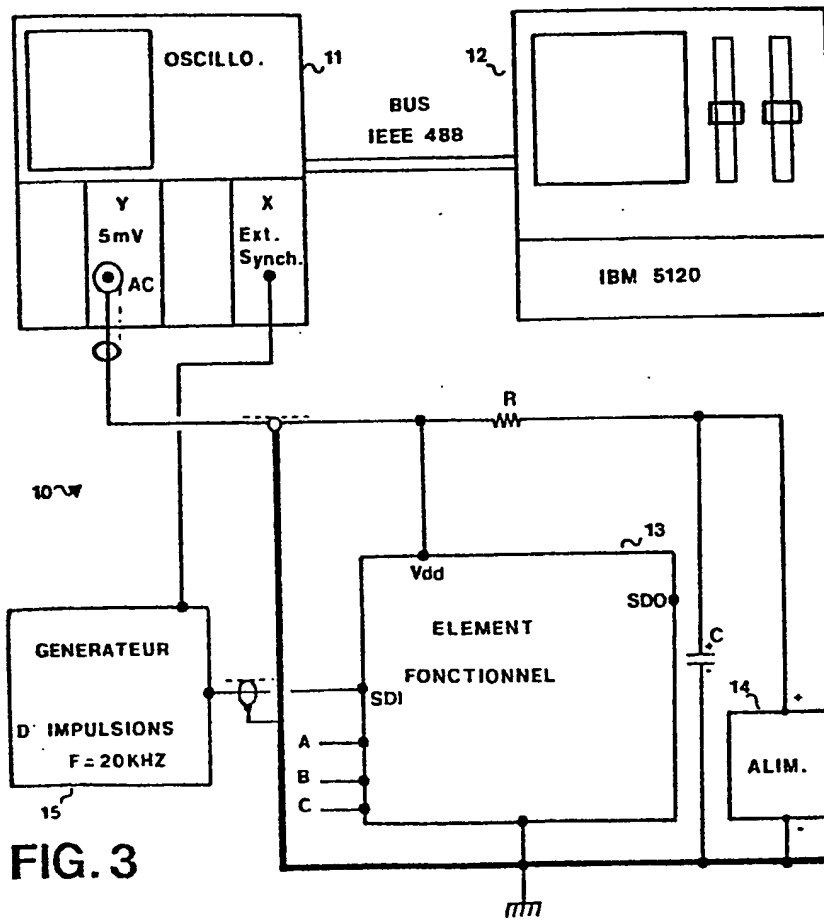 OSCILLO.
11
12
BUS
IEEE 488
Y
X
5mV
Ext.
Synch.
AC
IBM 5120
R
10
13
Vdd
SDO
ELEMENT
FONCTIONNEL
GENERATEUR
D' IMPULSIONS
F = 20KHZ
15
SDI
A
B
C
+
C
-
14
+
ALIM.
-
FIG. 3